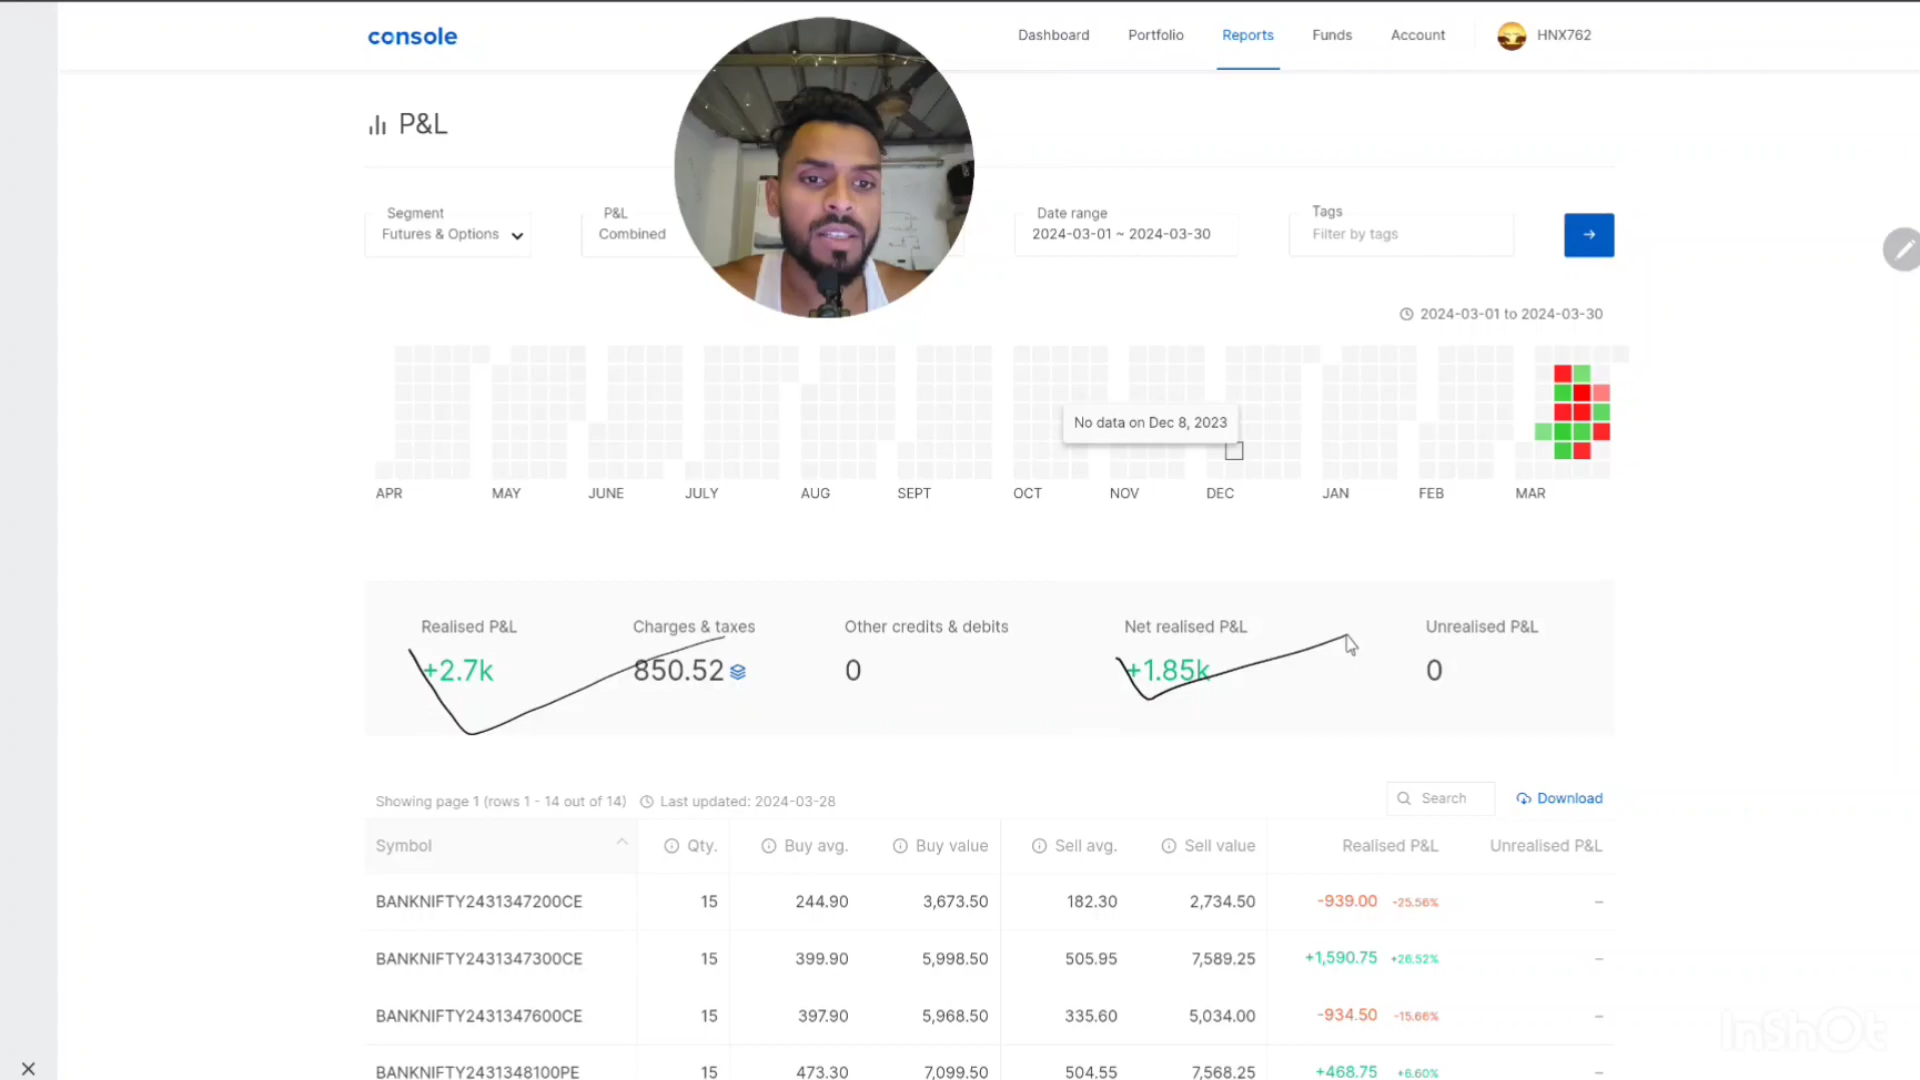 console
Dashboard Portfolio Reports Funds Account HNX762
P&L
Segment P&L Date range Tags
Futures & Options Combined 2024-03-01 ~ 2024-03-30 Filter by tags
2024-03-01 to 2024-03-30
No data on Dec 8, 2023
APR MAY JUNE JULY AUG SEPT OCT NOV DEC JAN FEB MAR
Realised P&L Charges & taxes Other credits & debits Net realised P&L Unrealised P&L
+2.7k 850.52 0 +1.85k 0
Showing page 1 (rows 1 - 14 out of 14) Last updated: 2024-03-28 Search Download
Symbol Qty. Buy avg. Buy value Sell avg. Sell value Realised P&L Unrealised P&L
BANKNIFTY2431347200CE 15 244.90 3,673.50 182.30 2,734.50 -939.00 -25.56% –
BANKNIFTY2431347300CE 15 399.90 5,998.50 505.95 7,589.25 +1,590.75 +26.52% –
BANKNIFTY2431347600CE 15 397.90 5,968.50 335.60 5,034.00 -934.50 -15.66% –
BANKNIFTY2431348100PE 15 473.30 7,099.50 504.55 7,568.25 +468.75 +6.60% –
InShOt